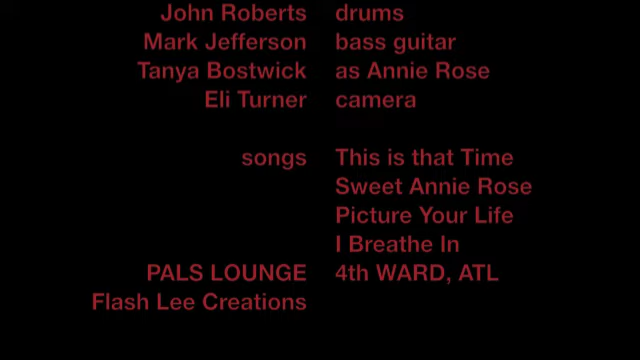 John Roberts drums
Mark Jefferson bass guitar
Tanya Bostwick as Annie Rose
Eli Turner camera
songs This is that Time
Sweet Annie Rose
Picture Your Life
I Breathe In
PALS LOUNGE 4th WARD, ATL
Flash Lee Creations